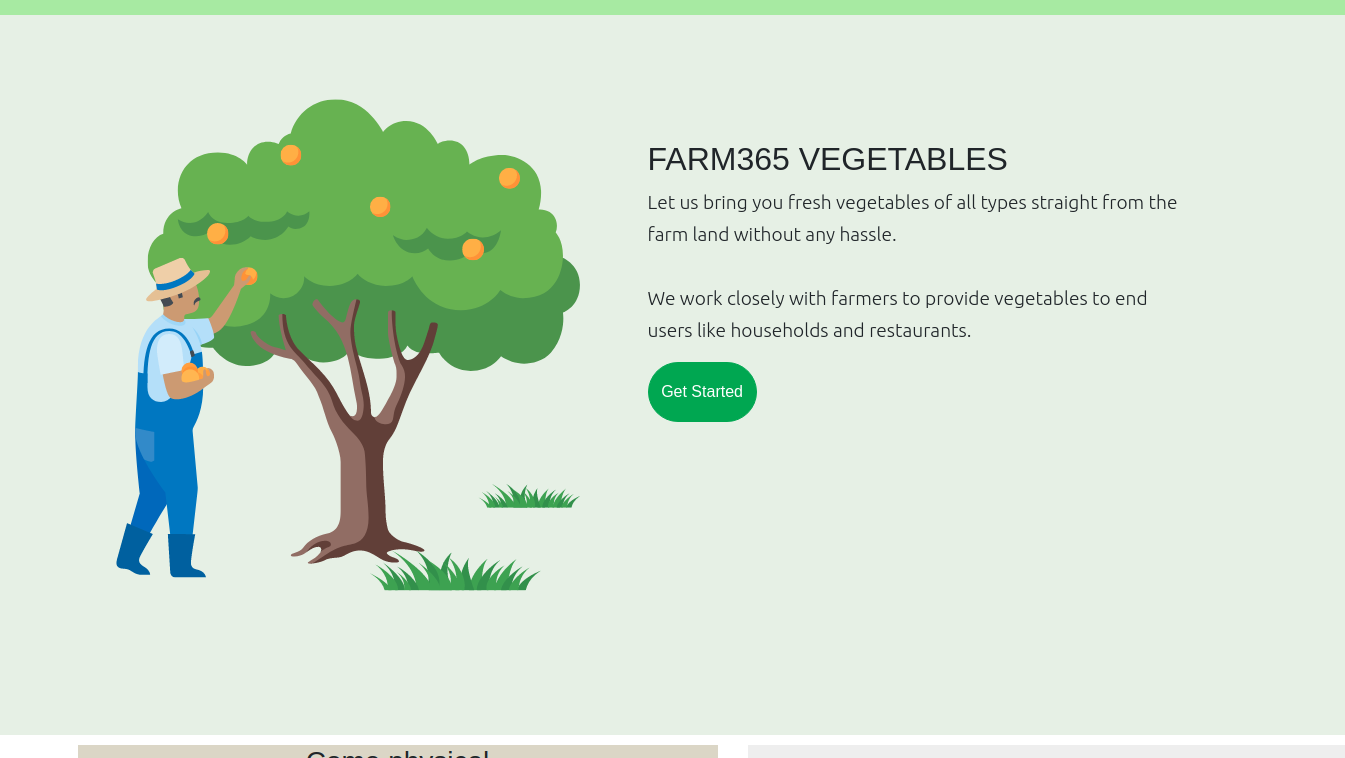 FARM365 VEGETABLES
Let us bring you fresh vegetables of all types straight from the
farm land without any hassle.
We work closely with farmers to provide vegetables to end
users like households and restaurants.
Get Started